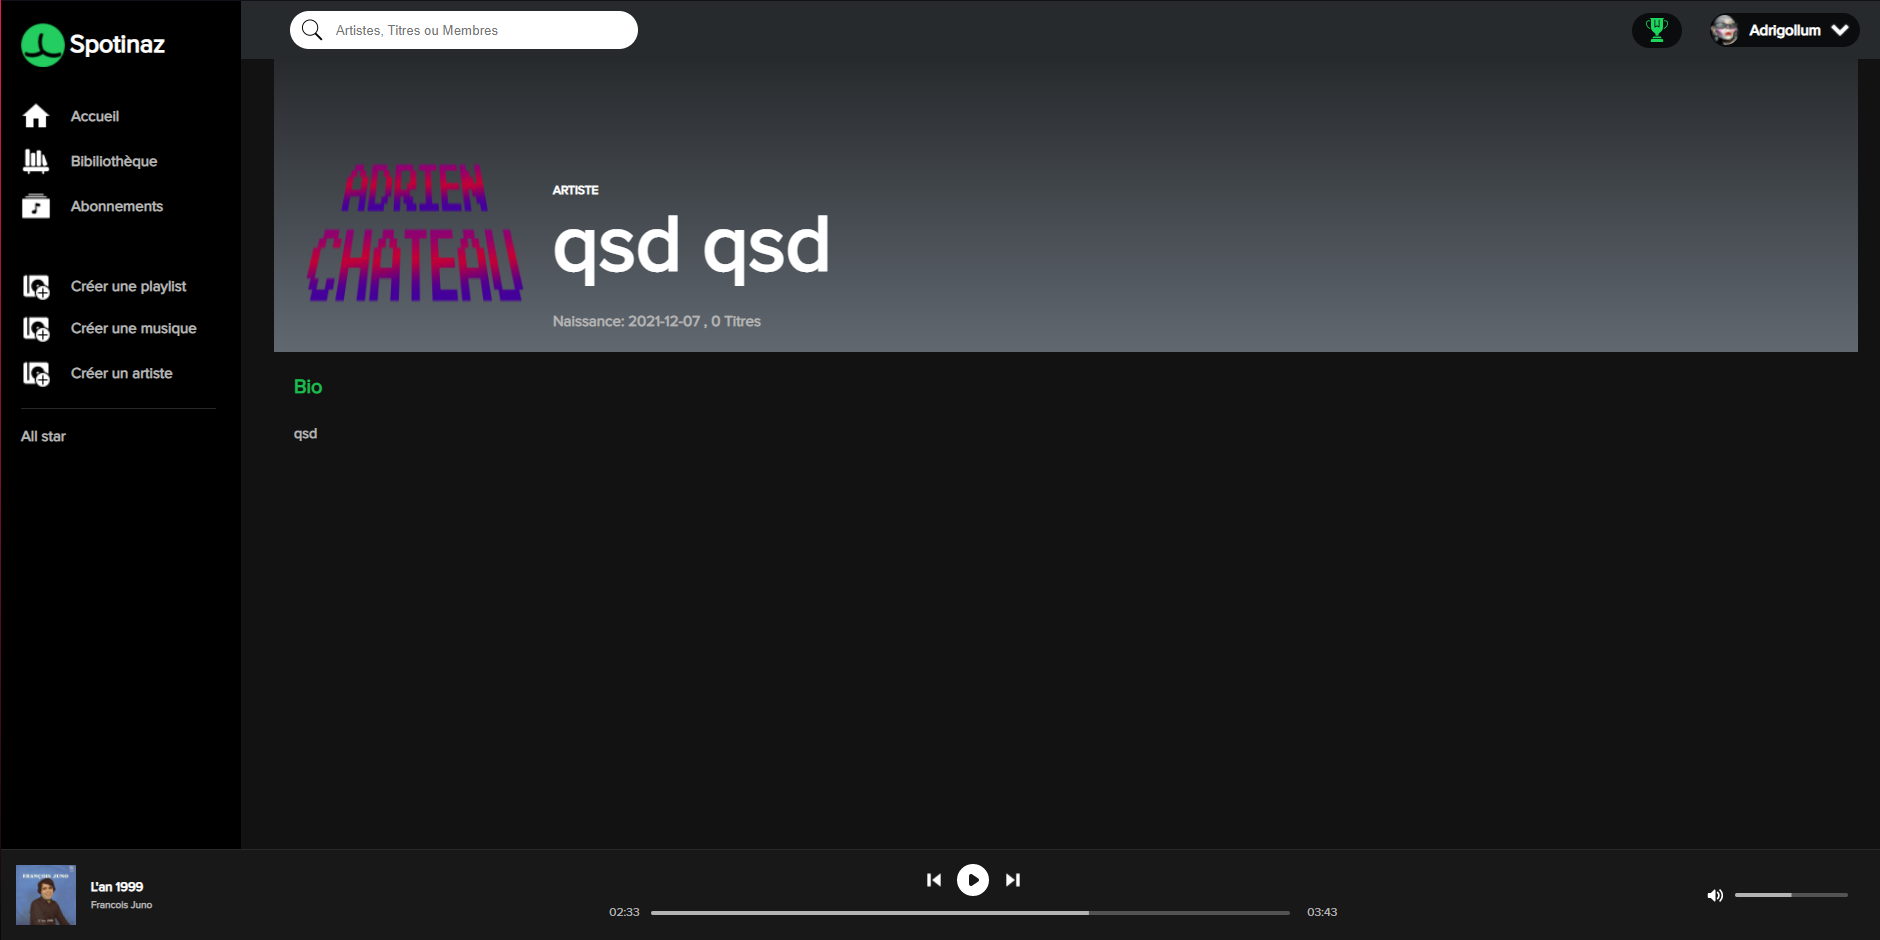 Spotinaz
Artistes, Titres ou Membres
Adrigollum
Accueil
Bibiliothèque
Abonnements
Créer une playlist
Créer une musique
Créer un artiste
All star
ADRIEN
CHATEAU
ARTISTE
qsd qsd
Naissance: 2021-12-07 , 0 Titres
Bio
qsd
FRANÇOIS JUNO
L'an 1999
Francois Juno
02:33
03:43